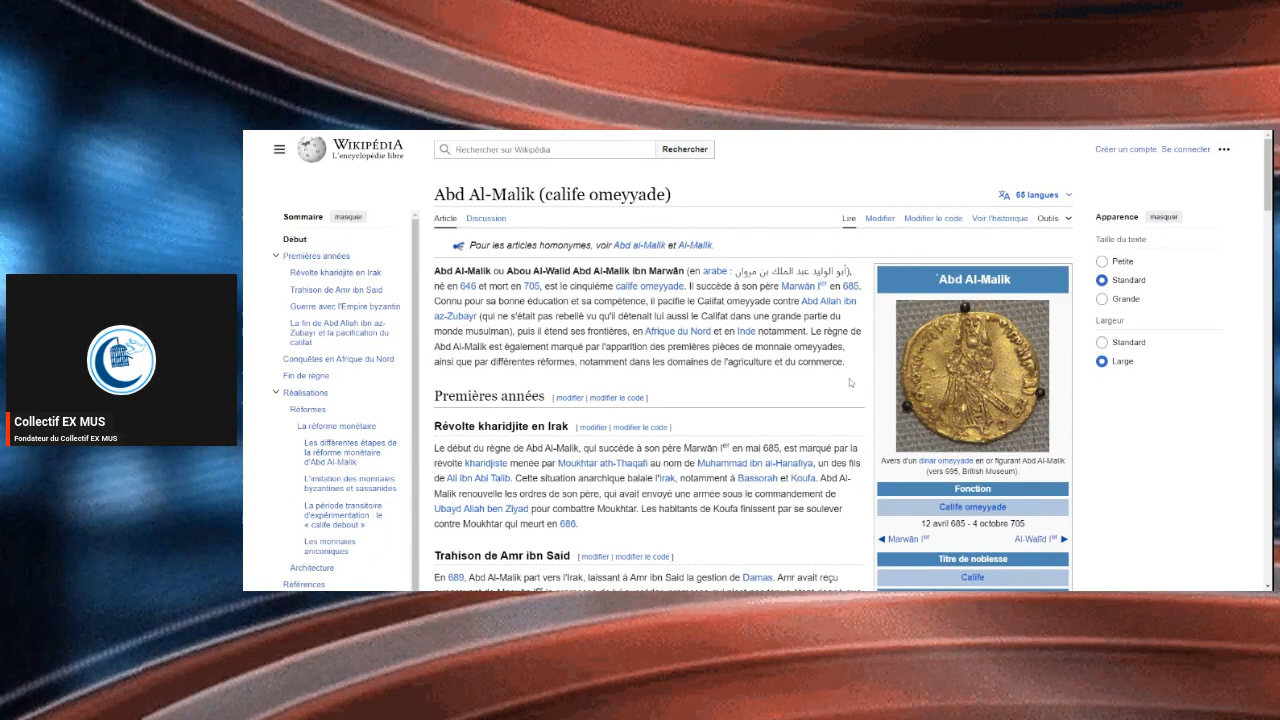 WIKIPÉDIA
L'encyclopédie libre
Rechercher sur Wikipédia
Rechercher
Créer un compte Se connecter
Abd Al-Malik (calife omeyyade)
65 langues
Sommaire masquer
Article Discussion
Lire Modifier Modifier le code Voir l'historique Outils
Apparence masquer
Début
Premières années
Révolte kharidjite en Irak
Trahison de Amr ibn Said
Guerre avec l'Empire byzantin
La fin de Abd Allah ibn az-
Zubayr et la pacification du
califat
Conquêtes en Afrique du Nord
Fin de règne
Réalisations
Réformes
La réforme monétaire
Les différentes étapes de
la réforme monétaire
d'Abd Al-Malik
L'imitation des monnaies
byzantines et sassanides
La période transitoire
d'expérimentation : le
« calife debout »
Les monnaies
aniconiques
Architecture
Références
Pour les articles homonymes, voir Abd al-Malik et Al-Malik.
Abd Al-Malik ou Abou Al-Walid Abd Al-Malik ibn Marwân (en arabe : أبو الوليد عبد الملك بن مروان),
né en 646 et mort en 705, est le cinquième calife omeyyade. Il succède à son père Marwân Ier en 685.
Connu pour sa bonne éducation et sa compétence, il pacifie le Califat omeyyade contre Abd Allah ibn
az-Zubayr (qui ne s'était pas rebellé vu qu'il détenait lui aussi le Califat dans une grande partie du
monde musulman), puis il étend ses frontières, en Afrique du Nord et en Inde notamment. Le règne de
Abd Al-Malik est également marqué par l'apparition des premières pièces de monnaie omeyyades,
ainsi que par différentes réformes, notamment dans les domaines de l'agriculture et du commerce.
Premières années [ modifier | modifier le code ]
Révolte kharidjite en Irak [ modifier | modifier le code ]
Le début du règne de Abd Al-Malik, qui succède à son père Marwân Ier en mai 685, est marqué par la
révolte kharidjiste menée par Moukhtar ath-Thaqafi au nom de Muhammad ibn al-Hanafiya, un des fils
de Ali ibn Abi Talib. Cette situation anarchique balaie l'Irak, notamment à Bassorah et Koufa. Abd Al-
Malik renouvelle les ordres de son père, qui avait envoyé une armée sous le commandement de
Ubayd Allah ben Ziyad pour combattre Moukhtar. Les habitants de Koufa finissent par se soulever
contre Moukhtar qui meurt en 686.
Trahison de Amr ibn Said [ modifier | modifier le code ]
En 689, Abd Al-Malik part vers l'Irak, laissant à Amr ibn Said la gestion de Damas. Amr avait reçu
`Abd Al-Malik
Avers d'un dinar omeyyade en or figurant Abd Al-Malik
(vers 695, British Museum).
Fonction
Calife omeyyade
12 avril 685 - 4 octobre 705
◀ Marwân Ier Al-Walîd Ier ▶
Titre de noblesse
Calife
Taille du texte
Petite
Standard
Grande
Largeur
Standard
Large
Collectif EX MUS
Fondateur du Collectif EX MUS